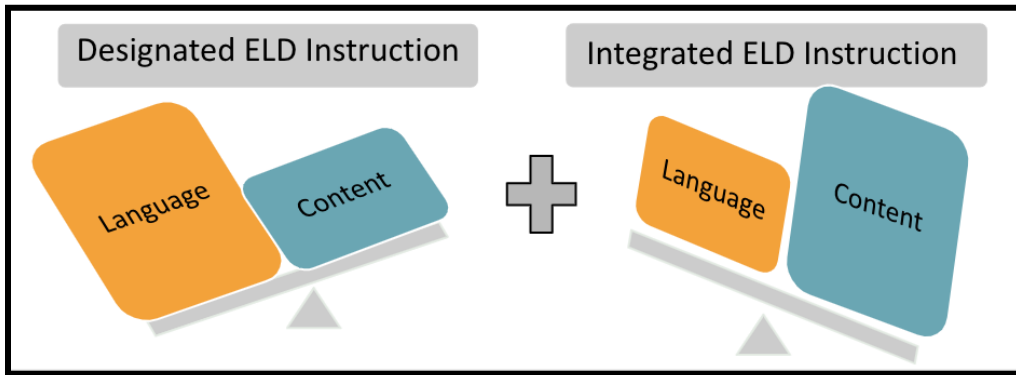 Designated ELD Instruction
Integrated ELD Instruction
Language
Content
Language
Content